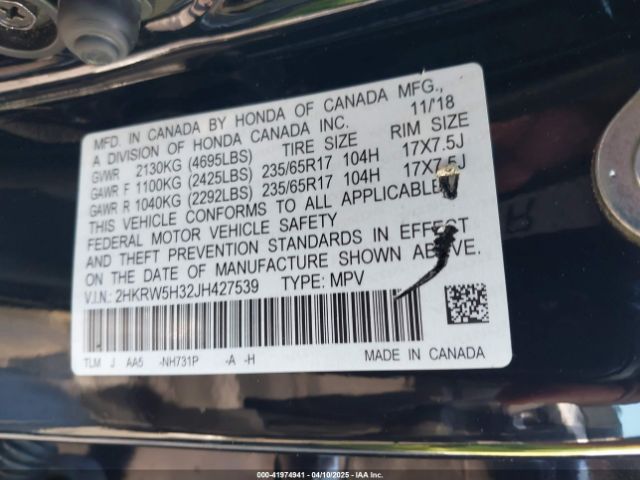 MFD. IN CANADA BY HONDA OF CANADA MFG.,
A DIVISION OF HONDA CANADA INC. 11/18
GVWR 2130KG (4695LBS) TIRE SIZE RIM SIZE
GAWR F 1100KG (2425LBS) 235/65R17 104H 17X7.5J
GAWR R 1040KG (2292LBS) 235/65R17 104H 17X7.5J
THIS VEHICLE CONFORMS TO ALL APPLICABLE
FEDERAL MOTOR VEHICLE SAFETY
AND THEFT PREVENTION STANDARDS IN EFFECT
ON THE DATE OF MANUFACTURE SHOWN ABOVE.
V.I.N.: 2HKRW5H32JH427539 TYPE: MPV
TLM J AA5 -NH731P -A -H MADE IN CANADA
000-41974941 | 04/10/2025 | IAA Inc.